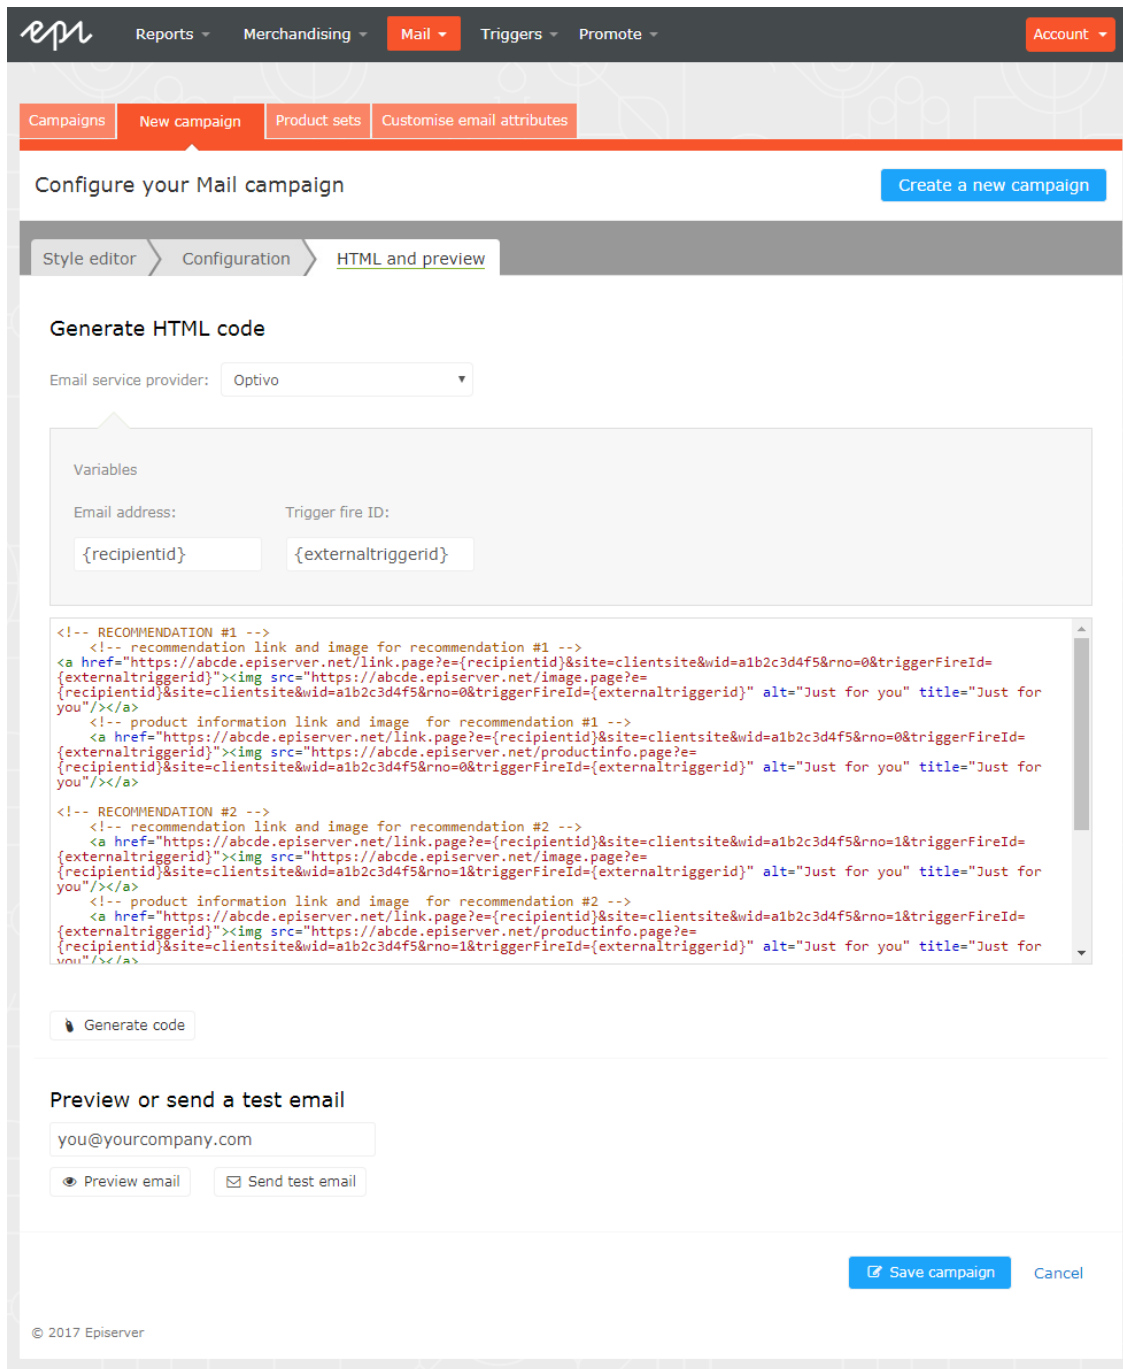 epi Reports Merchandising Mail Triggers Promote Account
Campaigns New campaign Product sets Customise email attributes
Configure your Mail campaign Create a new campaign
Style editor Configuration HTML and preview
Generate HTML code
Email service provider: Optivo
Variables
Email address: Trigger fire ID:
{recipientid} {externaltriggerid}
<!-- RECOMMENDATION #1 -->
<!-- recommendation link and image for recommendation #1 -->
<a href="https://abcde.episerver.net/link.page?e={recipientid}&site=clientsite&wid=a1b2c3d4f5&rno=0&triggerFireId=
{externaltriggerid}"><img src="https://abcde.episerver.net/image.page?e=
{recipientid}&site=clientsite&wid=a1b2c3d4f5&rno=0&triggerFireId={externaltriggerid}" alt="Just for you" title="Just for
you"/></a>
<!-- product information link and image  for recommendation #1 -->
<a href="https://abcde.episerver.net/link.page?e={recipientid}&site=clientsite&wid=a1b2c3d4f5&rno=0&triggerFireId=
{externaltriggerid}"><img src="https://abcde.episerver.net/productinfo.page?e=
{recipientid}&site=clientsite&wid=a1b2c3d4f5&rno=0&triggerFireId={externaltriggerid}" alt="Just for you" title="Just for
you"/></a>
<!-- RECOMMENDATION #2 -->
<!-- recommendation link and image for recommendation #2 -->
<a href="https://abcde.episerver.net/link.page?e={recipientid}&site=clientsite&wid=a1b2c3d4f5&rno=1&triggerFireId=
{externaltriggerid}"><img src="https://abcde.episerver.net/image.page?e=
{recipientid}&site=clientsite&wid=a1b2c3d4f5&rno=1&triggerFireId={externaltriggerid}" alt="Just for you" title="Just for
you"/></a>
<!-- product information link and image  for recommendation #2 -->
<a href="https://abcde.episerver.net/link.page?e={recipientid}&site=clientsite&wid=a1b2c3d4f5&rno=1&triggerFireId=
{externaltriggerid}"><img src="https://abcde.episerver.net/productinfo.page?e=
{recipientid}&site=clientsite&wid=a1b2c3d4f5&rno=1&triggerFireId={externaltriggerid}" alt="Just for you" title="Just for
you"/></a>
Generate code
Preview or send a test email
you@yourcompany.com
Preview email Send test email
Save campaign Cancel
© 2017 Episerver